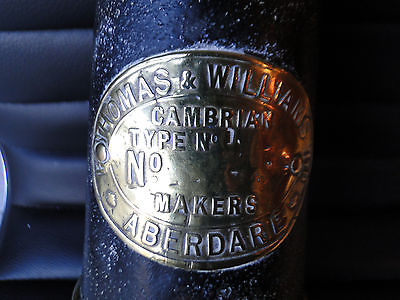 THOMAS & WILLIAMS
CAMBRIAN
TYPE No 1.
No
MAKERS
ABERDARE